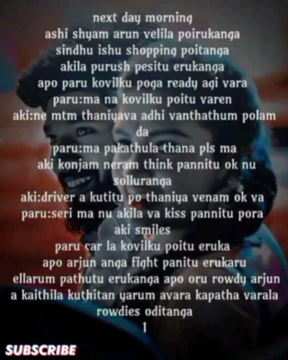 next day morning
ashi shyam arun velila poirukanga
sindhu ishu shopping poitanga
akila purush pesitu erukanga
apo paru kovilku poga ready agi vara
paru:ma na kovilku poitu varen
aki:ne mtm thaniyava adhi vanthathum polam
da
paru:ma pakathula thana pls ma
aki konjam neram think pannitu ok nu
solluranga
aki:driver a kutitu po thaniya venam ok va
paru:seri ma nu akila va kiss pannitu pora
aki smiles
paru car la kovilku poitu eruka
apo arjun anga fight panitu erukaru
ellarum pathutu erukanga apo oru rowdy arjun
a kaithila kuthitan yarum avara kapatha varala
rowdies oditanga
1
SUBSCRIBE